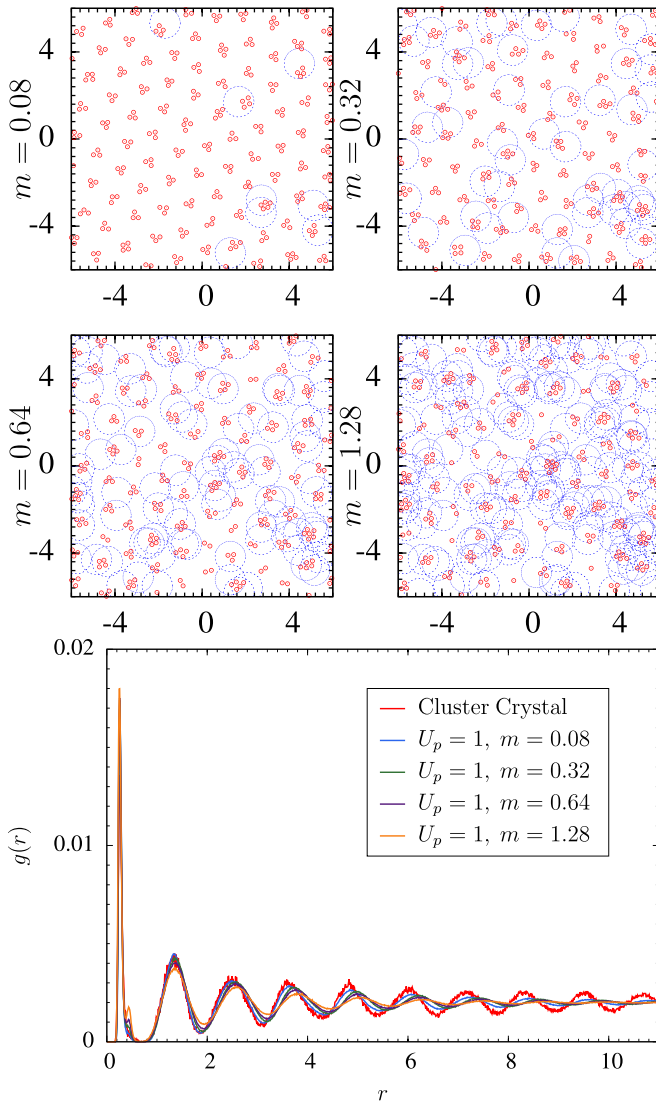 m = 0.08
4
0
-4
-4 0 4
m = 0.32
4
0
-4
-4 0 4
m = 0.64
4
0
-4
-4 0 4
m = 1.28
4
0
-4
-4 0 4
0.02
0.01
0
g(r)
Cluster Crystal
U_p = 1, m = 0.08
U_p = 1, m = 0.32
U_p = 1, m = 0.64
U_p = 1, m = 1.28
0 2 4 6 8 10
r